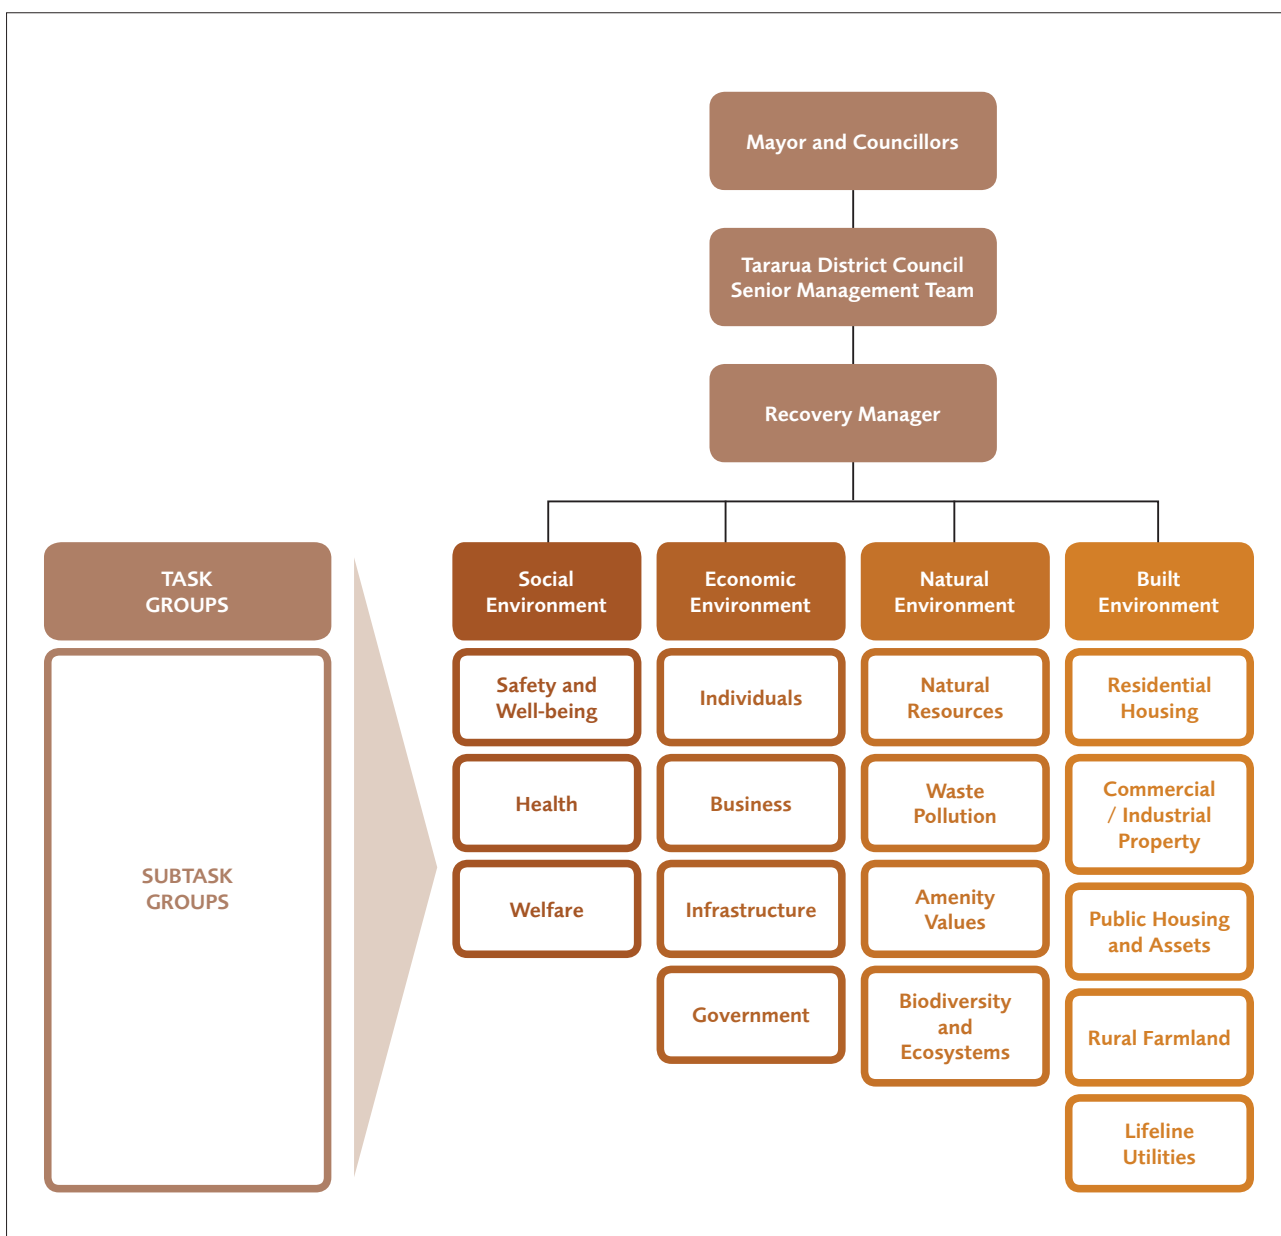 Mayor and Councillors
Tararua District Council
Senior Management Team
Recovery Manager
TASK
GROUPS
SUBTASK
GROUPS
Social
Environment
Safety and
Well-being
Health
Welfare
Economic
Environment
Individuals
Business
Infrastructure
Government
Natural
Environment
Natural
Resources
Waste
Pollution
Amenity
Values
Biodiversity
and
Ecosystems
Built
Environment
Residential
Housing
Commercial
/ Industrial
Property
Public Housing
and Assets
Rural Farmland
Lifeline
Utilities